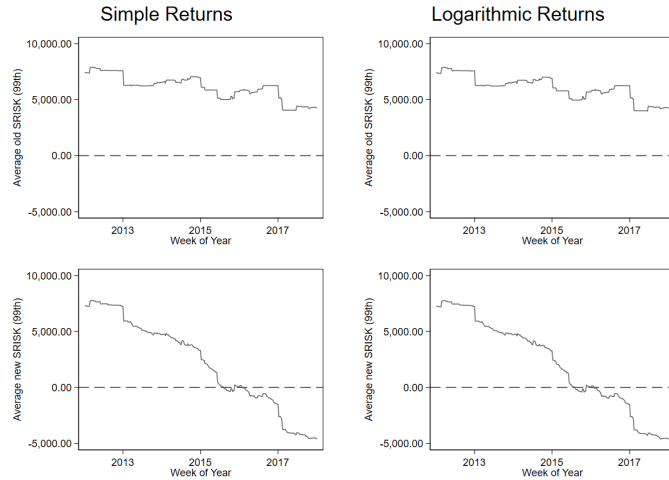 Simple Returns
Logarithmic Returns
Average old SRISK (99th)
10,000.00
5,000.00
0.00
-5,000.00
2013
2015
2017
Week of Year
Average old SRISK (99th)
10,000.00
5,000.00
0.00
-5,000.00
2013
2015
2017
Week of Year
Average new SRISK (99th)
10,000.00
5,000.00
0.00
-5,000.00
2013
2015
2017
Week of Year
Average new SRISK (99th)
10,000.00
5,000.00
0.00
-5,000.00
2013
2015
2017
Week of Year